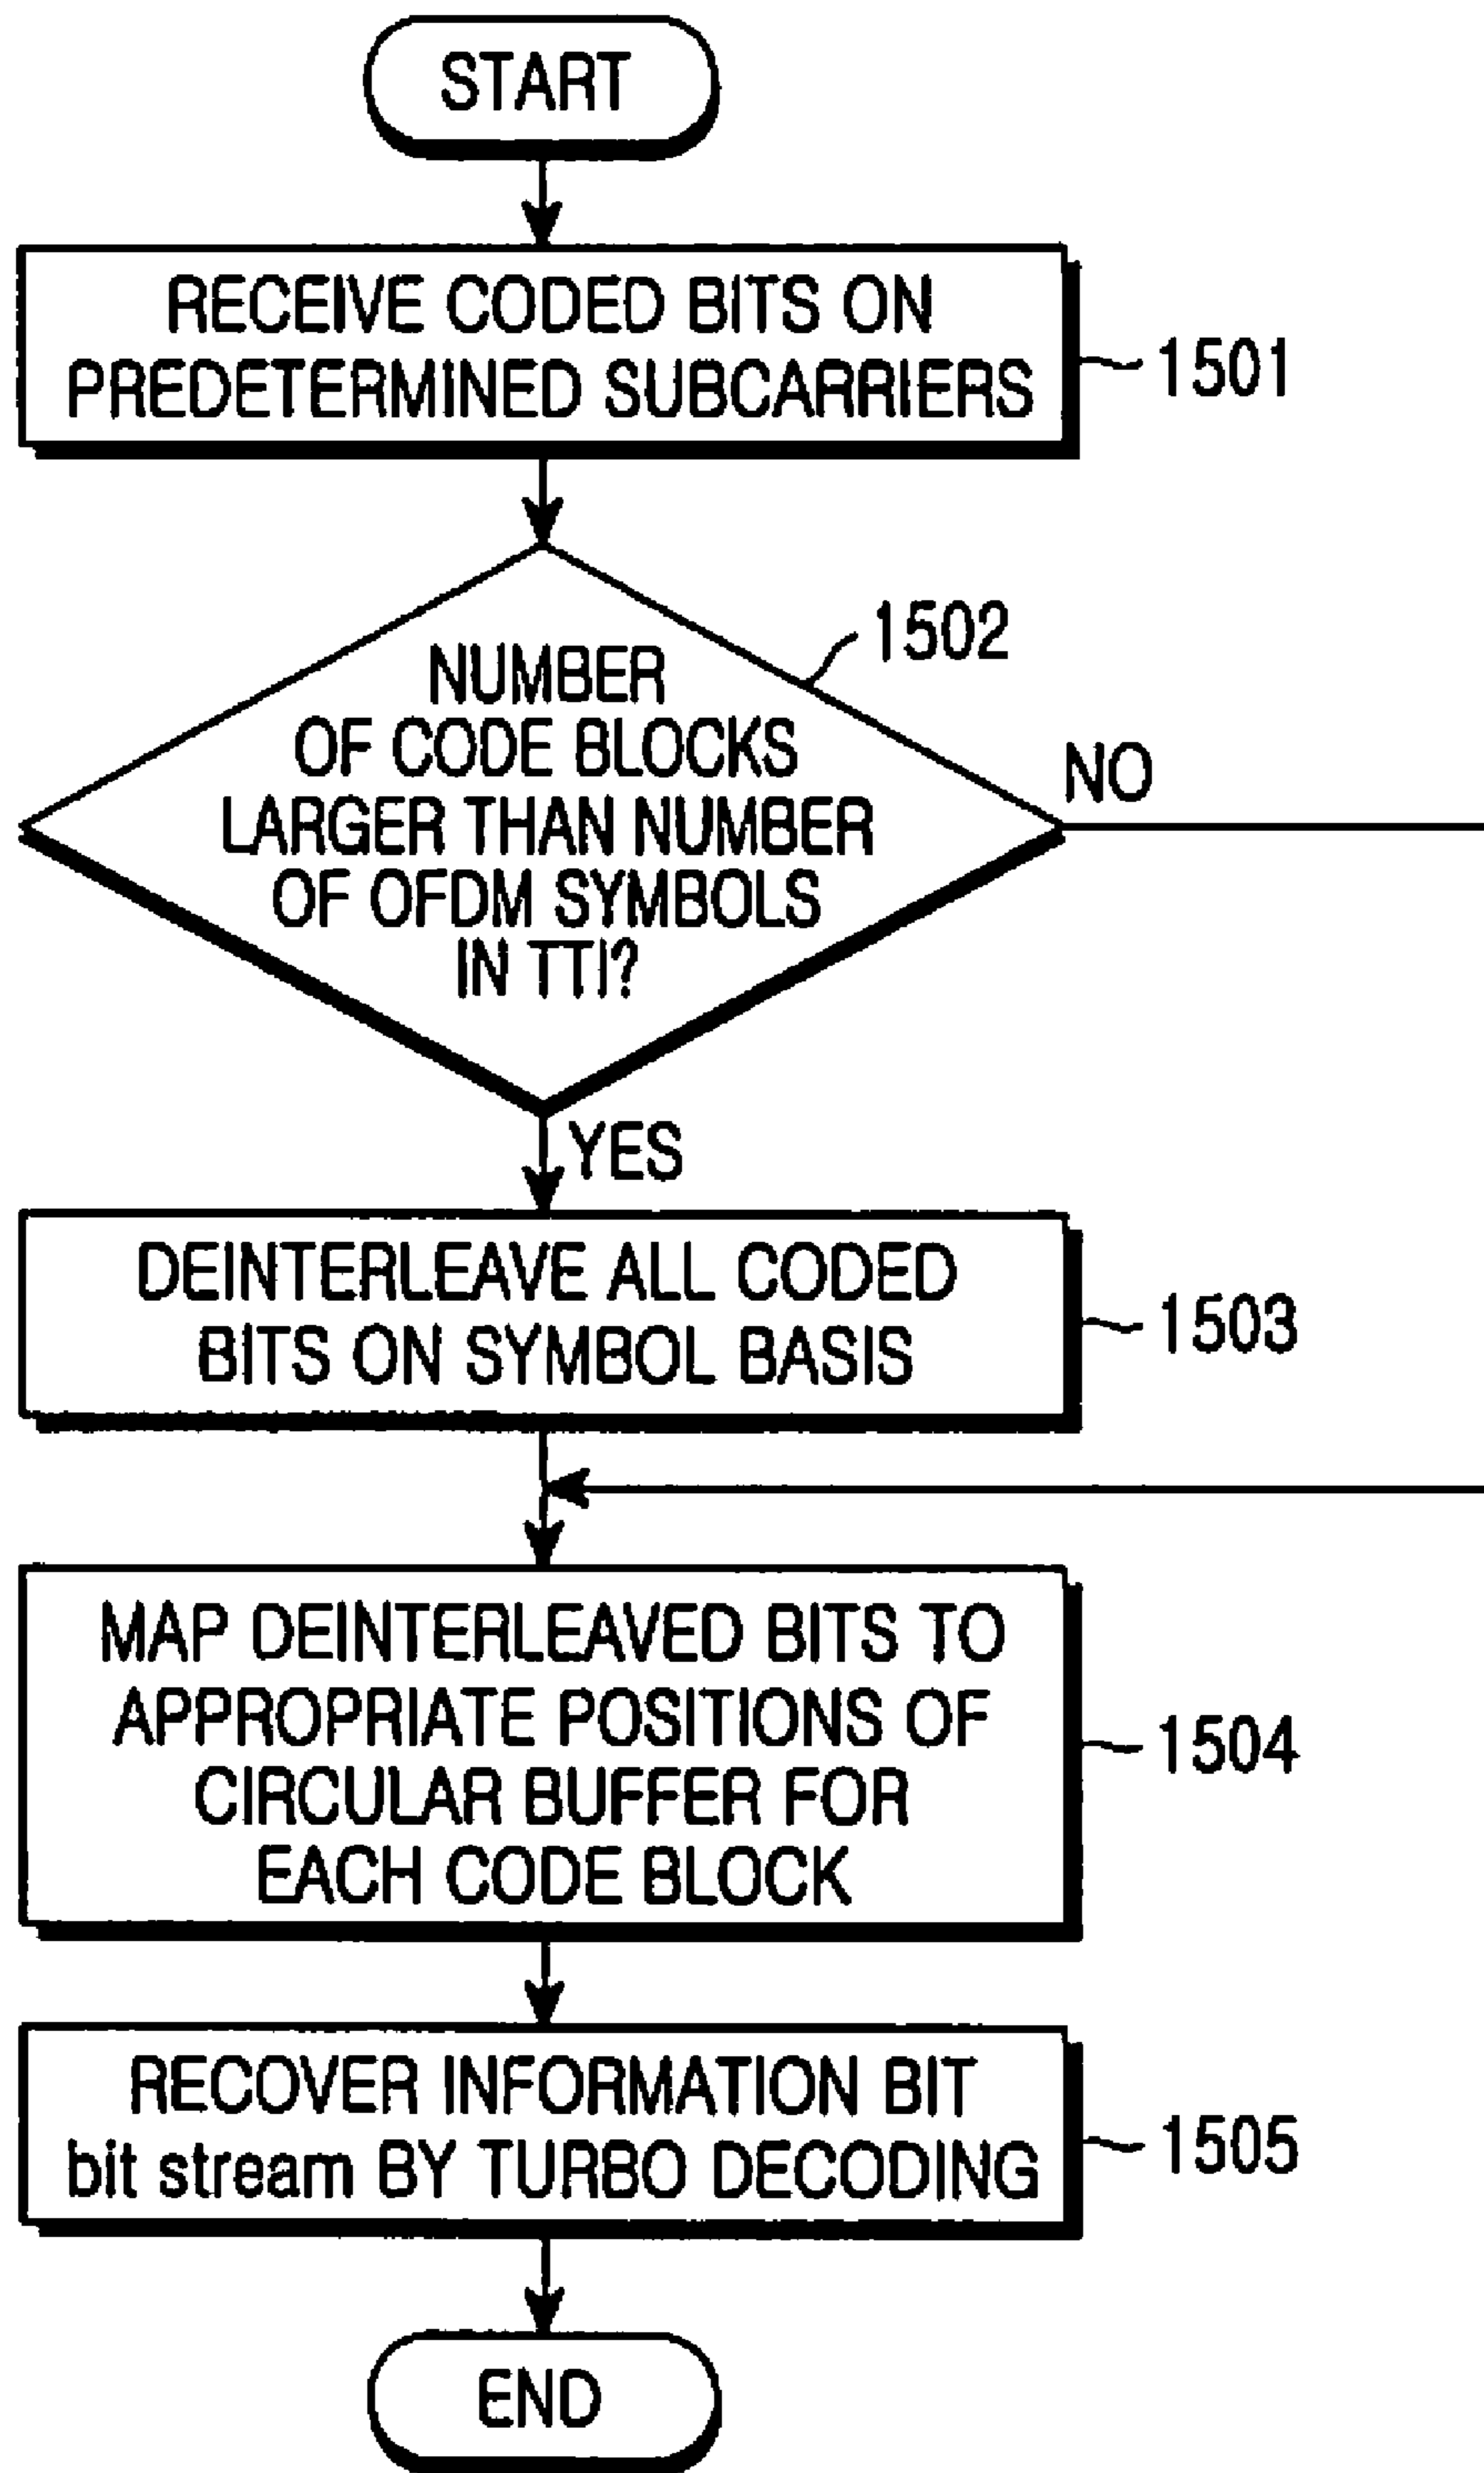 START
RECEIVE CODED BITS ON
PREDETERMINED SUBCARRIERS
1501
1502
NUMBER
OF CODE BLOCKS
LARGER THAN NUMBER
OF OFDM SYMBOLS
IN TTI?
NO
YES
DEINTERLEAVE ALL CODED
BITS ON SYMBOL BASIS
1503
MAP DEINTERLEAVED BITS TO
APPROPRIATE POSITIONS OF
CIRCULAR BUFFER FOR
EACH CODE BLOCK
1504
RECOVER INFORMATION BIT
bit stream BY TURBO DECODING
1505
END